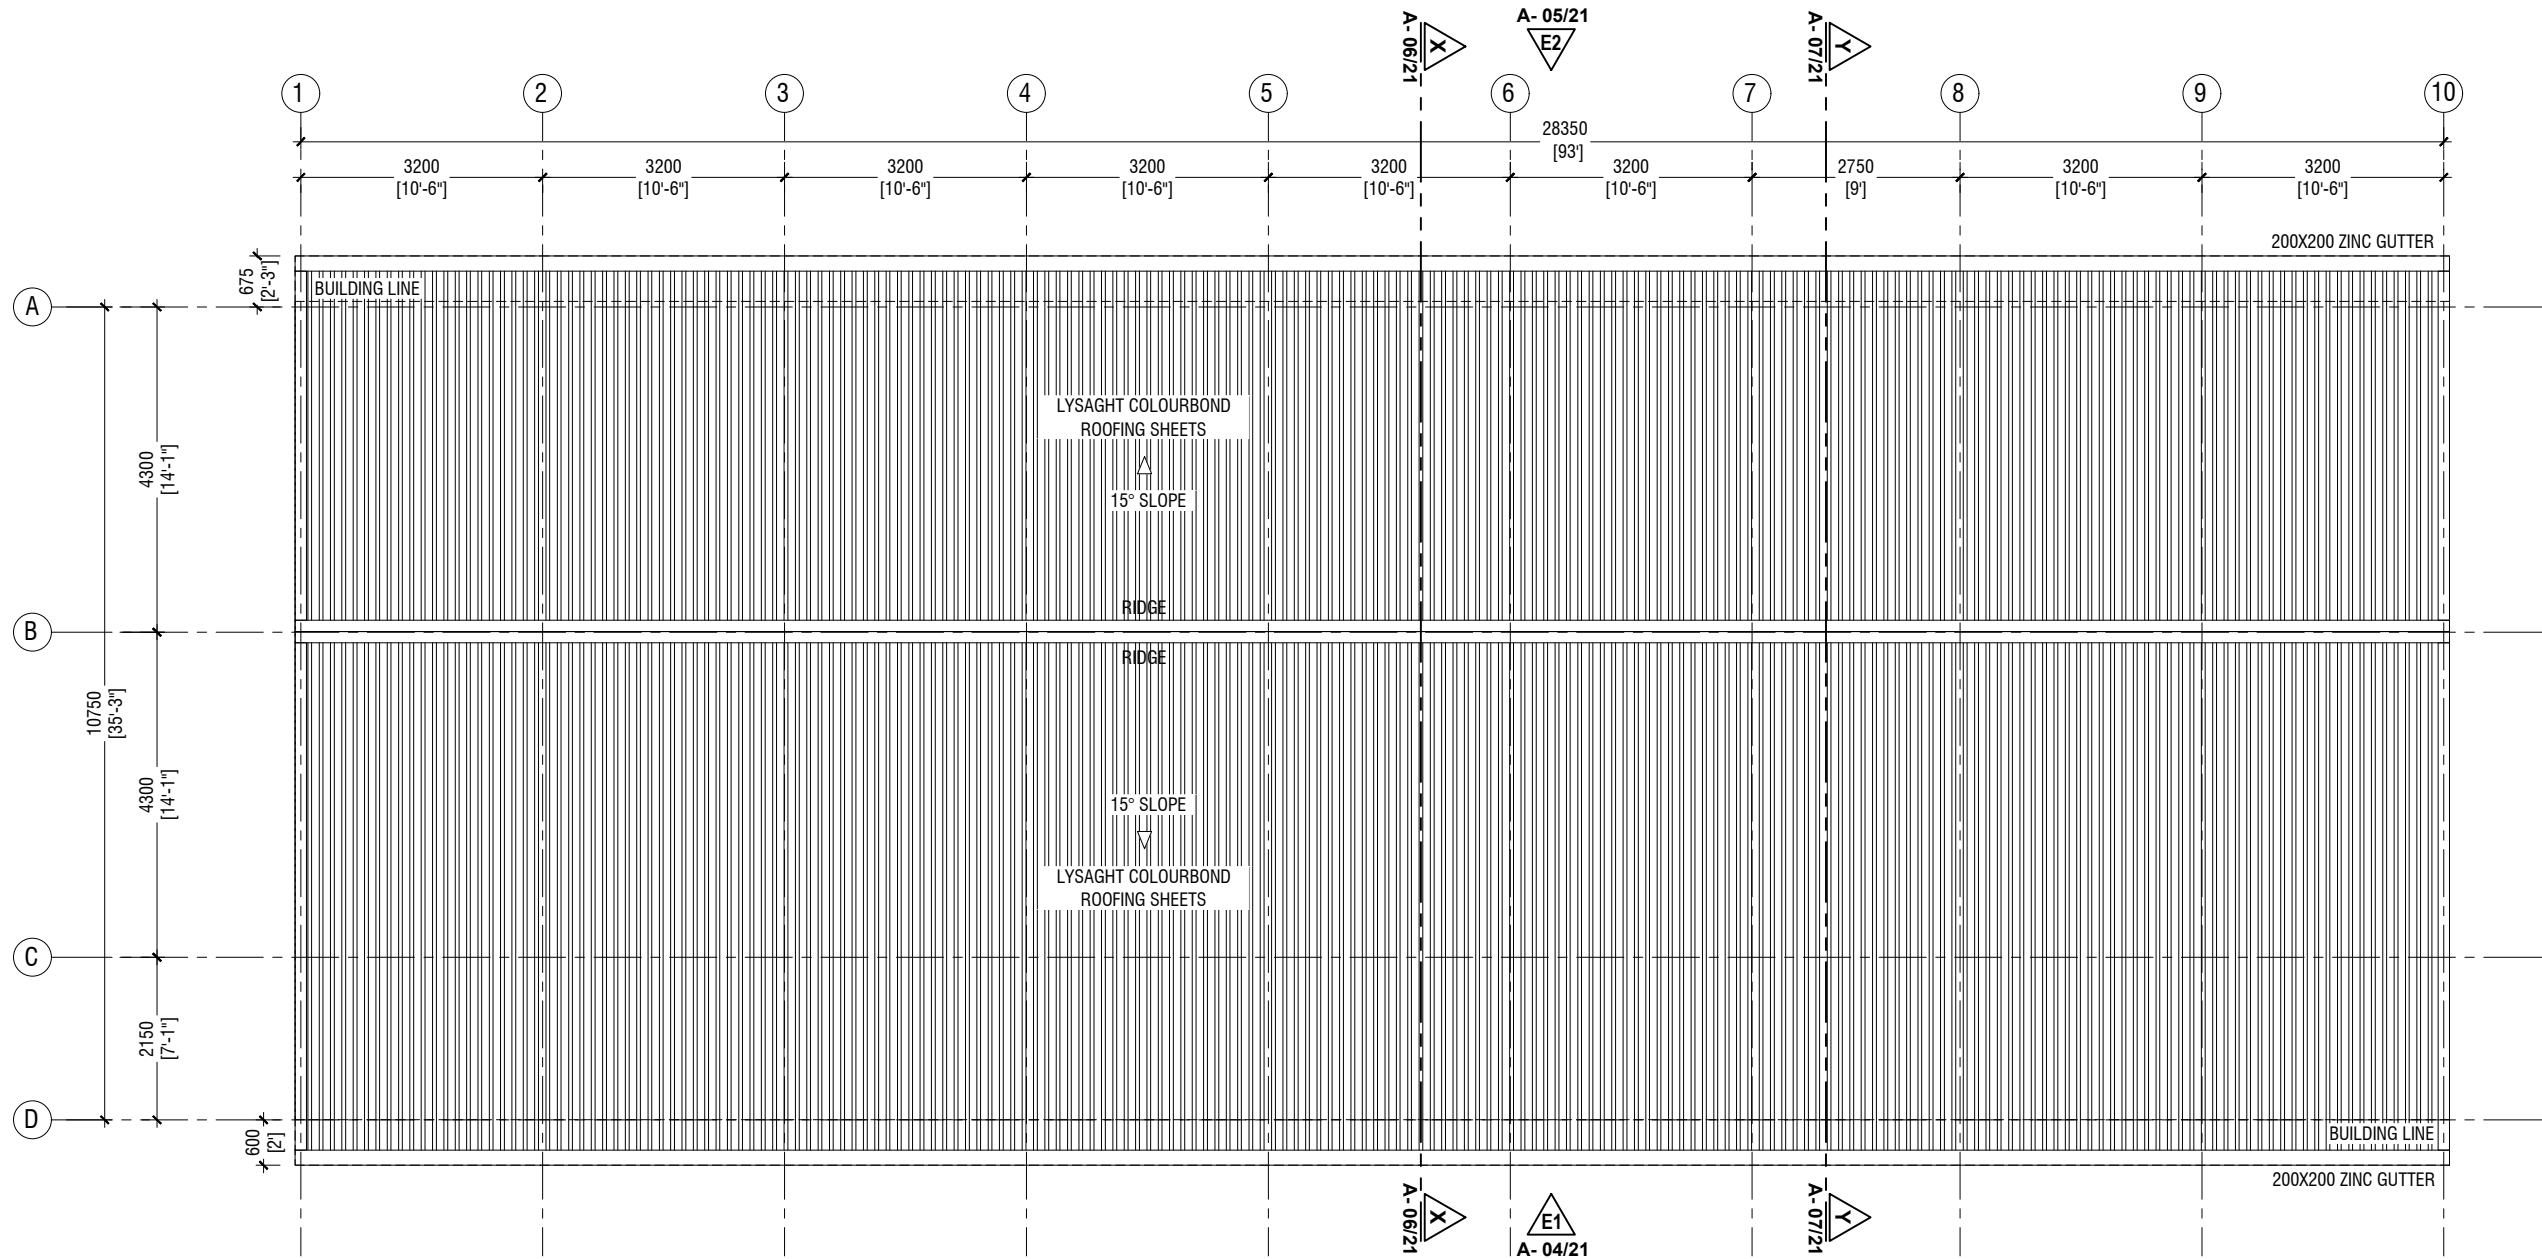 A- 05/21
E2
A- 06/21
X
A- 07/21
Y
1
2
3
4
5
6
7
8
9
10
28350
[93']
3200
[10'-6"]
3200
[10'-6"]
3200
[10'-6"]
3200
[10'-6"]
3200
[10'-6"]
3200
[10'-6"]
2750
[9']
3200
[10'-6"]
3200
[10'-6"]
200X200 ZINC GUTTER
675
[2'-3"]
BUILDING LINE
A
4300
[14'-1"]
LYSAGHT COLOURBOND
ROOFING SHEETS
15° SLOPE
RIDGE
B
RIDGE
10750
[35'-3"]
4300
[14'-1"]
15° SLOPE
LYSAGHT COLOURBOND
ROOFING SHEETS
C
2150
[7'-1"]
D
600
[2']
BUILDING LINE
200X200 ZINC GUTTER
A- 06/21
X
E1
A- 04/21
A- 07/21
Y